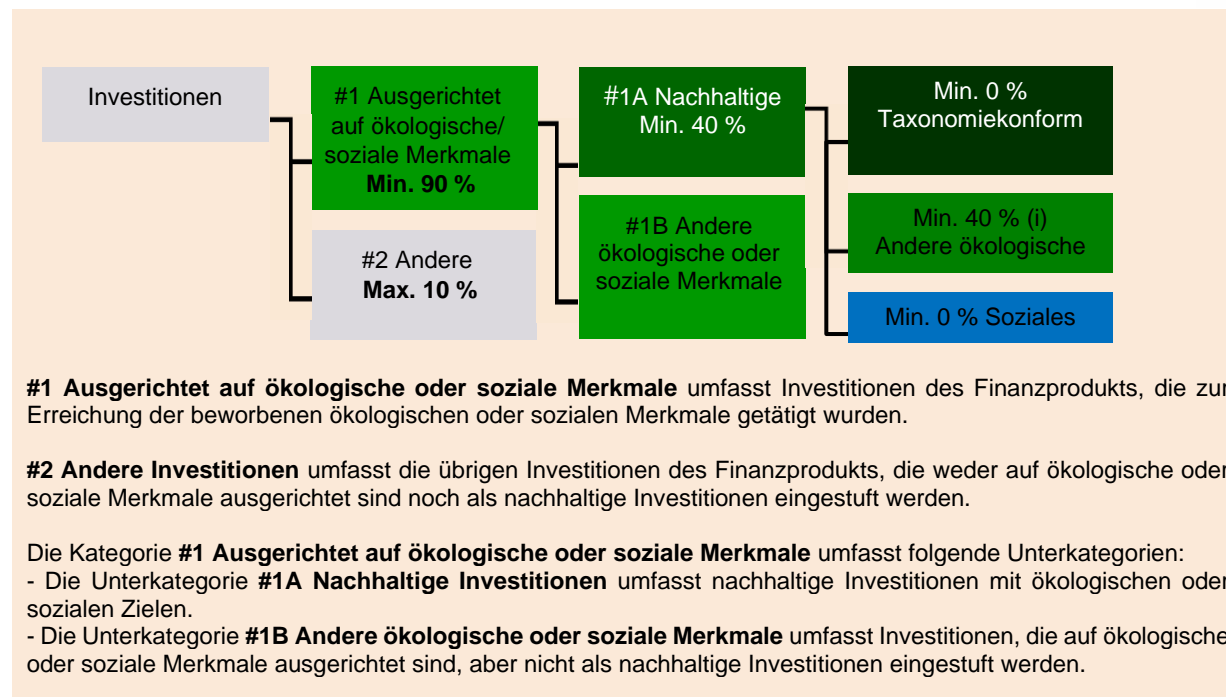 Investitionen
#1 Ausgerichtet
auf ökologische/
soziale Merkmale
Min. 90 %
#2 Andere
Max. 10 %
#1A Nachhaltige
Min. 40 %
#1B Andere
ökologische oder
soziale Merkmale
Min. 0 %
Taxonomiekonform
Min. 40 % (i)
Andere ökologische
Min. 0 % Soziales
#1 Ausgerichtet auf ökologische oder soziale Merkmale umfasst Investitionen des Finanzprodukts, die zur
Erreichung der beworbenen ökologischen oder sozialen Merkmale getätigt wurden.
#2 Andere Investitionen umfasst die übrigen Investitionen des Finanzprodukts, die weder auf ökologische oder
soziale Merkmale ausgerichtet sind noch als nachhaltige Investitionen eingestuft werden.
Die Kategorie #1 Ausgerichtet auf ökologische oder soziale Merkmale umfasst folgende Unterkategorien:
- Die Unterkategorie #1A Nachhaltige Investitionen umfasst nachhaltige Investitionen mit ökologischen oder
sozialen Zielen.
- Die Unterkategorie #1B Andere ökologische oder soziale Merkmale umfasst Investitionen, die auf ökologische
oder soziale Merkmale ausgerichtet sind, aber nicht als nachhaltige Investitionen eingestuft werden.